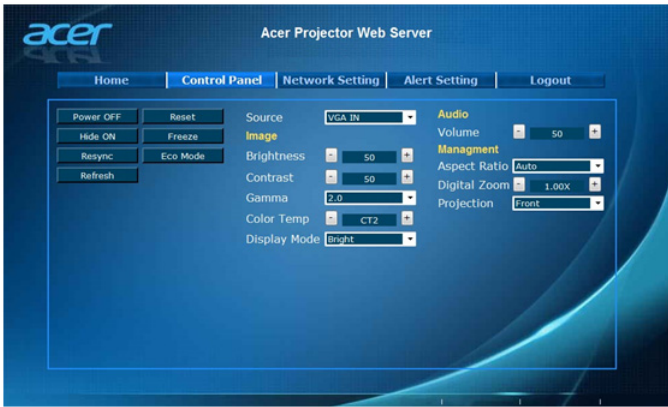 acer
Acer Projector Web Server
Home Control Panel Network Setting Alert Setting Logout
Power OFF Reset
Hide ON Freeze
Resync Eco Mode
Refresh
Source VGA IN
Image
Brightness - 50 +
Contrast - 50 +
Gamma 2.0
Color Temp - CT2 +
Display Mode Bright
Audio
Volume - 50 +
Managment
Aspect Ratio Auto
Digital Zoom - 1.00X +
Projection Front